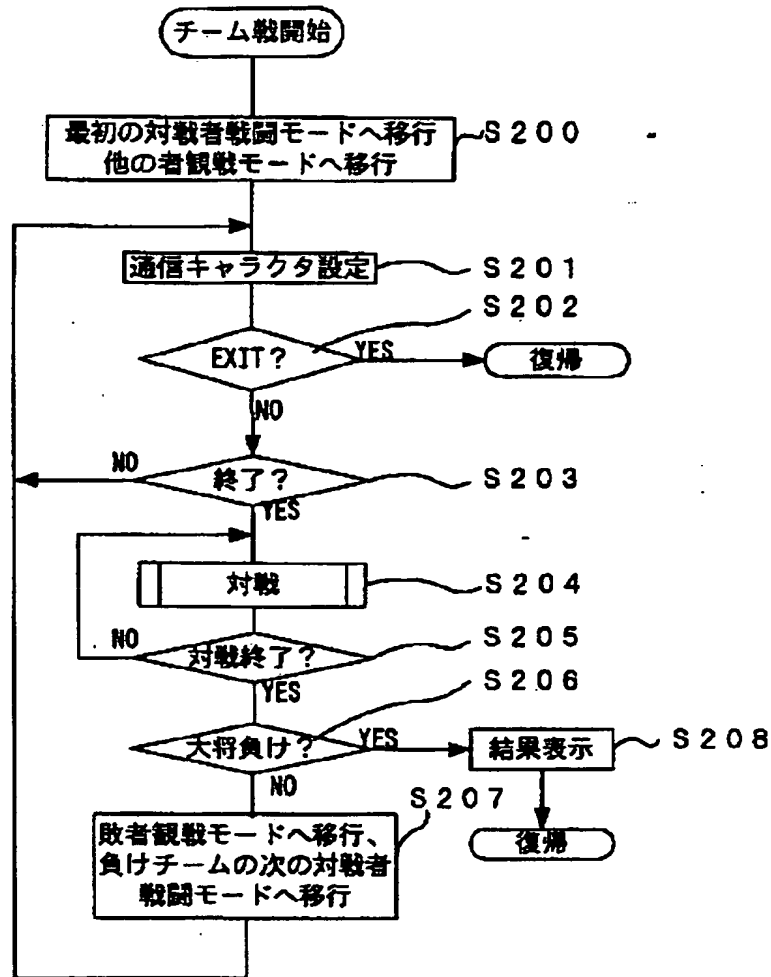 チーム戦開始
最初の対戦者戦闘モードへ移行
他の者観戦モードへ移行
S200
通信キャラクタ設定
S201
S202
EXIT?
YES
復帰
NO
NO
終了?
S203
YES
対戦
S204
NO
対戦終了?
S205
YES
S206
大将負け?
YES
結果表示
S208
NO
S207
敗者観戦モードへ移行、
負けチームの次の対戦者
戦闘モードへ移行
復帰